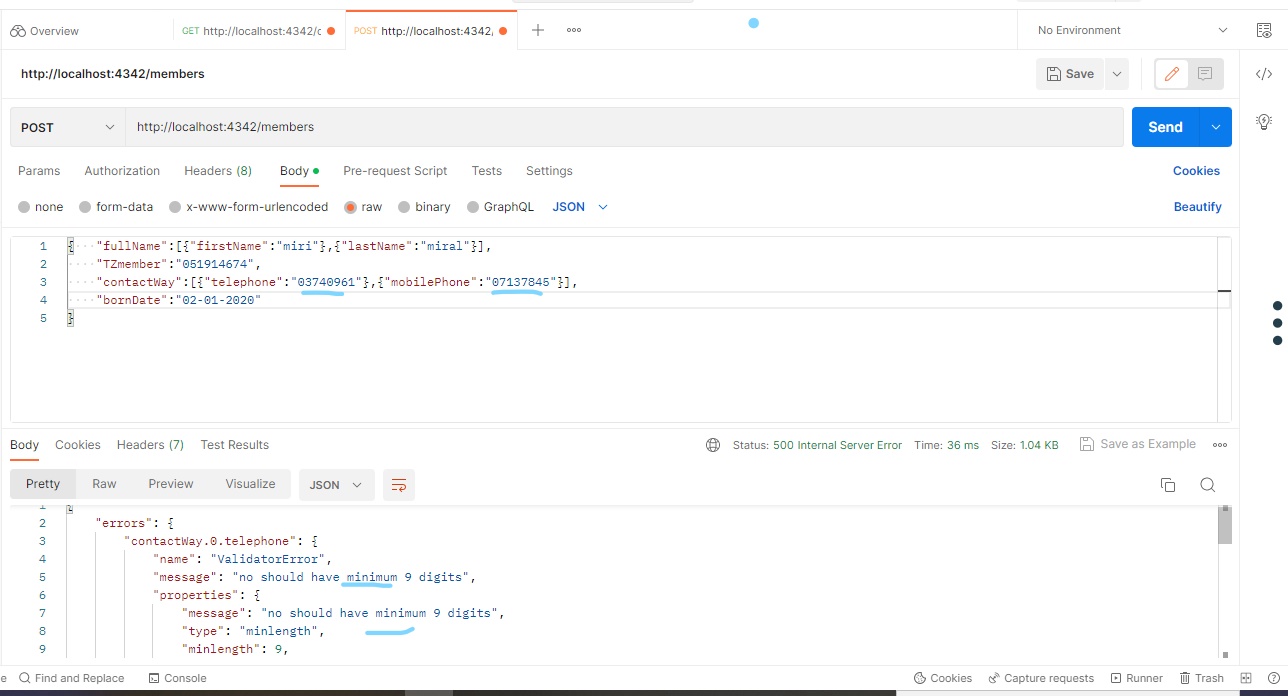 Overview
GET http://localhost:4342/c
POST http://localhost:4342,
No Environment
http://localhost:4342/members
Save
POST
http://localhost:4342/members
Send
Params Authorization Headers (8) Body Pre-request Script Tests Settings Cookies
none form-data x-www-form-urlencoded raw binary GraphQL JSON Beautify
1 { "fullName":[{"firstName":"miri"},{"lastName":"miral"}],
2 "TZmember":"051914674",
3 "contactWay":[{"telephone":"03740961"},{"mobilePhone":"07137845"}],
4 "bornDate":"02-01-2020"
5 }
Body Cookies Headers (7) Test Results Status: 500 Internal Server Error Time: 36 ms Size: 1.04 KB Save as Example
Pretty Raw Preview Visualize JSON
1 {
2 "errors": {
3 "contactWay.0.telephone": {
4 "name": "ValidatorError",
5 "message": "no should have minimum 9 digits",
6 "properties": {
7 "message": "no should have minimum 9 digits",
8 "type": "minlength",
9 "minlength": 9,
e Find and Replace Console Cookies Capture requests Runner Trash